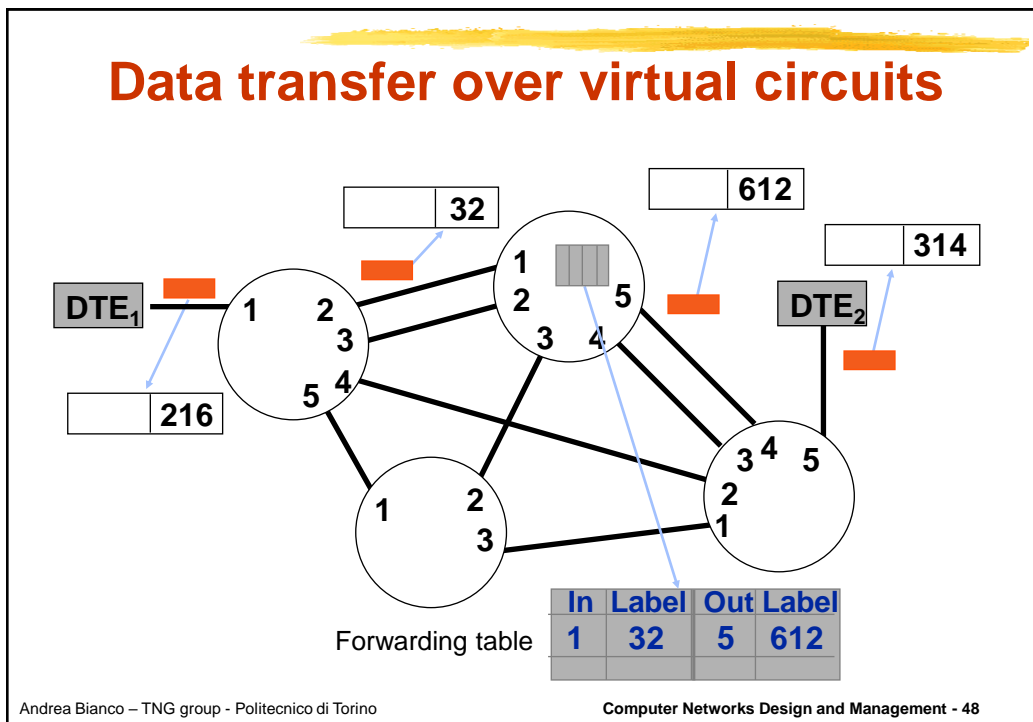 Data transfer over virtual circuits
32
612
314
DTE1
DTE2
216
1
2
3
4
5
1
2
3
4
5
1
2
3
1
2
3
4
5
In Label Out Label
1 32 5 612
Forwarding table
Andrea Bianco – TNG group - Politecnico di Torino
Computer Networks Design and Management - 48